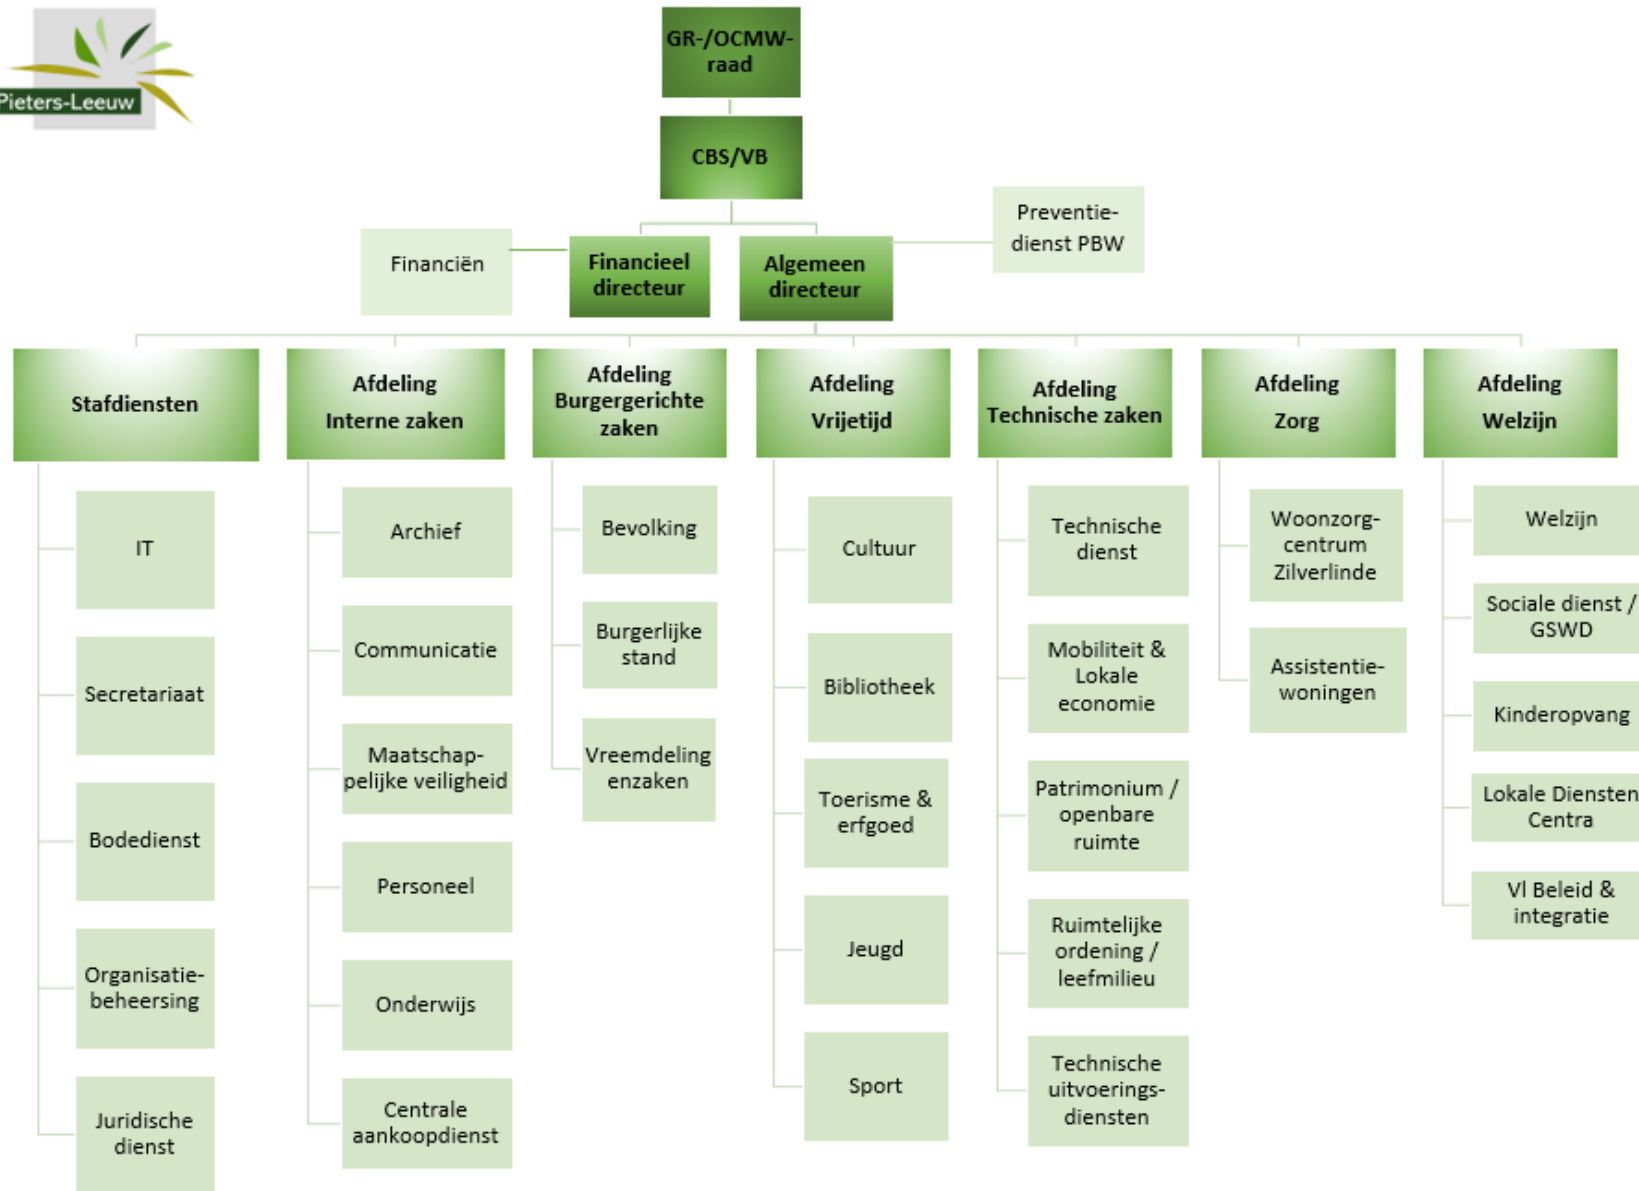 Pieters-Leeuw
GR-/OCMW-
raad
CBS/VB
Preventie-
dienst PBW
Financiën
Financieel
directeur
Algemeen
directeur
Stafdiensten
IT
Secretariaat
Bodedienst
Organisatie-
beheersing
Juridische
dienst
Afdeling
Interne zaken
Archief
Communicatie
Maatschap-
pelijke veiligheid
Personeel
Onderwijs
Centrale
aankoopdienst
Afdeling
Burgergerichte
zaken
Bevolking
Burgerlijke
stand
Vreemdeling
enzaken
Afdeling
Vrijetijd
Cultuur
Bibliotheek
Toerisme &
erfgoed
Jeugd
Sport
Afdeling
Technische zaken
Technische
dienst
Mobiliteit &
Lokale
economie
Patrimonium /
openbare
ruimte
Ruimtelijke
ordening /
leefmilieu
Technische
uitvoerings-
diensten
Afdeling
Zorg
Woonzorg-
centrum
Zilverlinde
Assistentie-
woningen
Afdeling
Welzijn
Welzijn
Sociale dienst /
GSWD
Kinderopvang
Lokale Diensten
Centra
Vl Beleid &
integratie